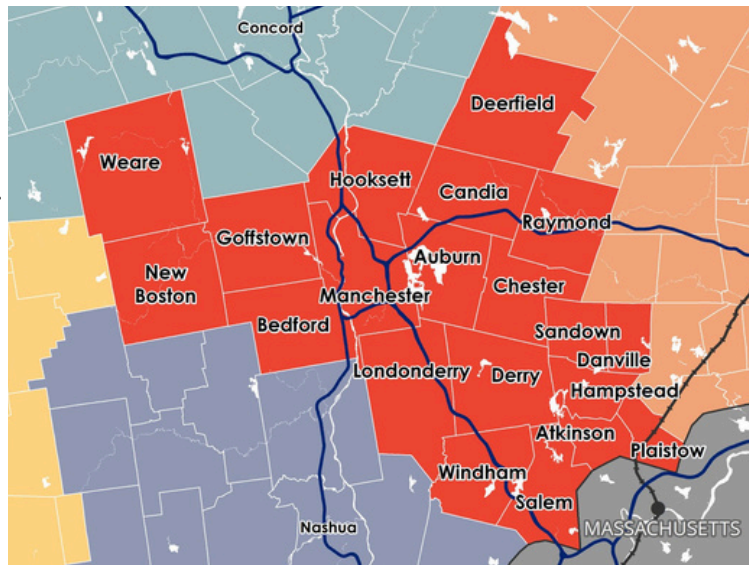 Concord
Deerfield
Weare
Hooksett
Candia
Raymond
Goffstown
Auburn
New
Boston
Chester
Manchester
Bedford
Sandown
Danville
Londonderry
Derry
Hampstead
Atkinson
Plaistow
Windham
Salem
Nashua
MASSACHUSETTS